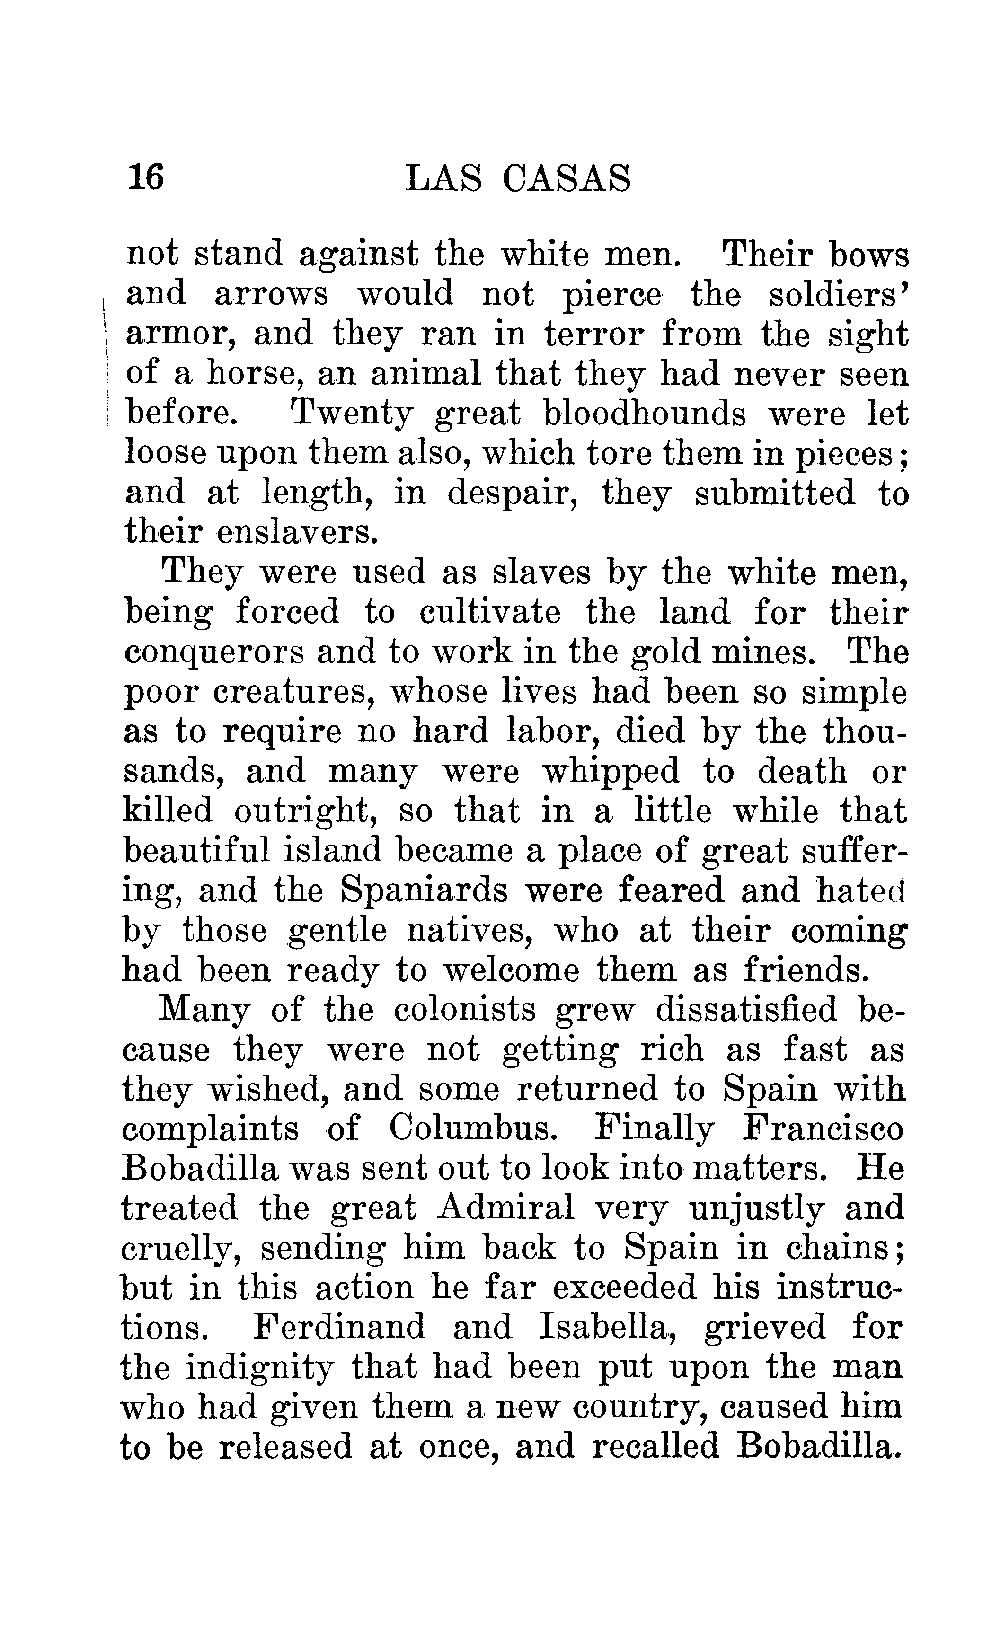 16 LAS CASAS
not stand against the white men. Their bows
and arrows would not pierce the soldiers'
armor, and they ran in terror from the sight
of a horse, an animal that they had never seen
before. Twenty great bloodhounds were let
loose upon them also, which tore them in pieces;
and at length, in despair, they submitted to
their enslavers.
They were used as slaves by the white men,
being forced to cultivate the land for their
conquerors and to work in the gold mines. The
poor creatures, whose lives had been so simple
as to require no hard labor, died by the thou-
sands, and many were whipped to death or
killed outright, so that in a little while that
beautiful island became a place of great suffer-
ing, and the Spaniards were feared and hated
by those gentle natives, who at their coming
had been ready to welcome them as friends.
Many of the colonists grew dissatisfied be-
cause they were not getting rich as fast as
they wished, and some returned to Spain with
complaints of Columbus. Finally Francisco
Bobadilla was sent out to look into matters. He
treated the great Admiral very unjustly and
cruelly, sending him back to Spain in chains;
but in this action he far exceeded his instruc-
tions. Ferdinand and Isabella, grieved for
the indignity that had been put upon the man
who had given them a new country, caused him
to be released at once, and recalled Bobadilla.